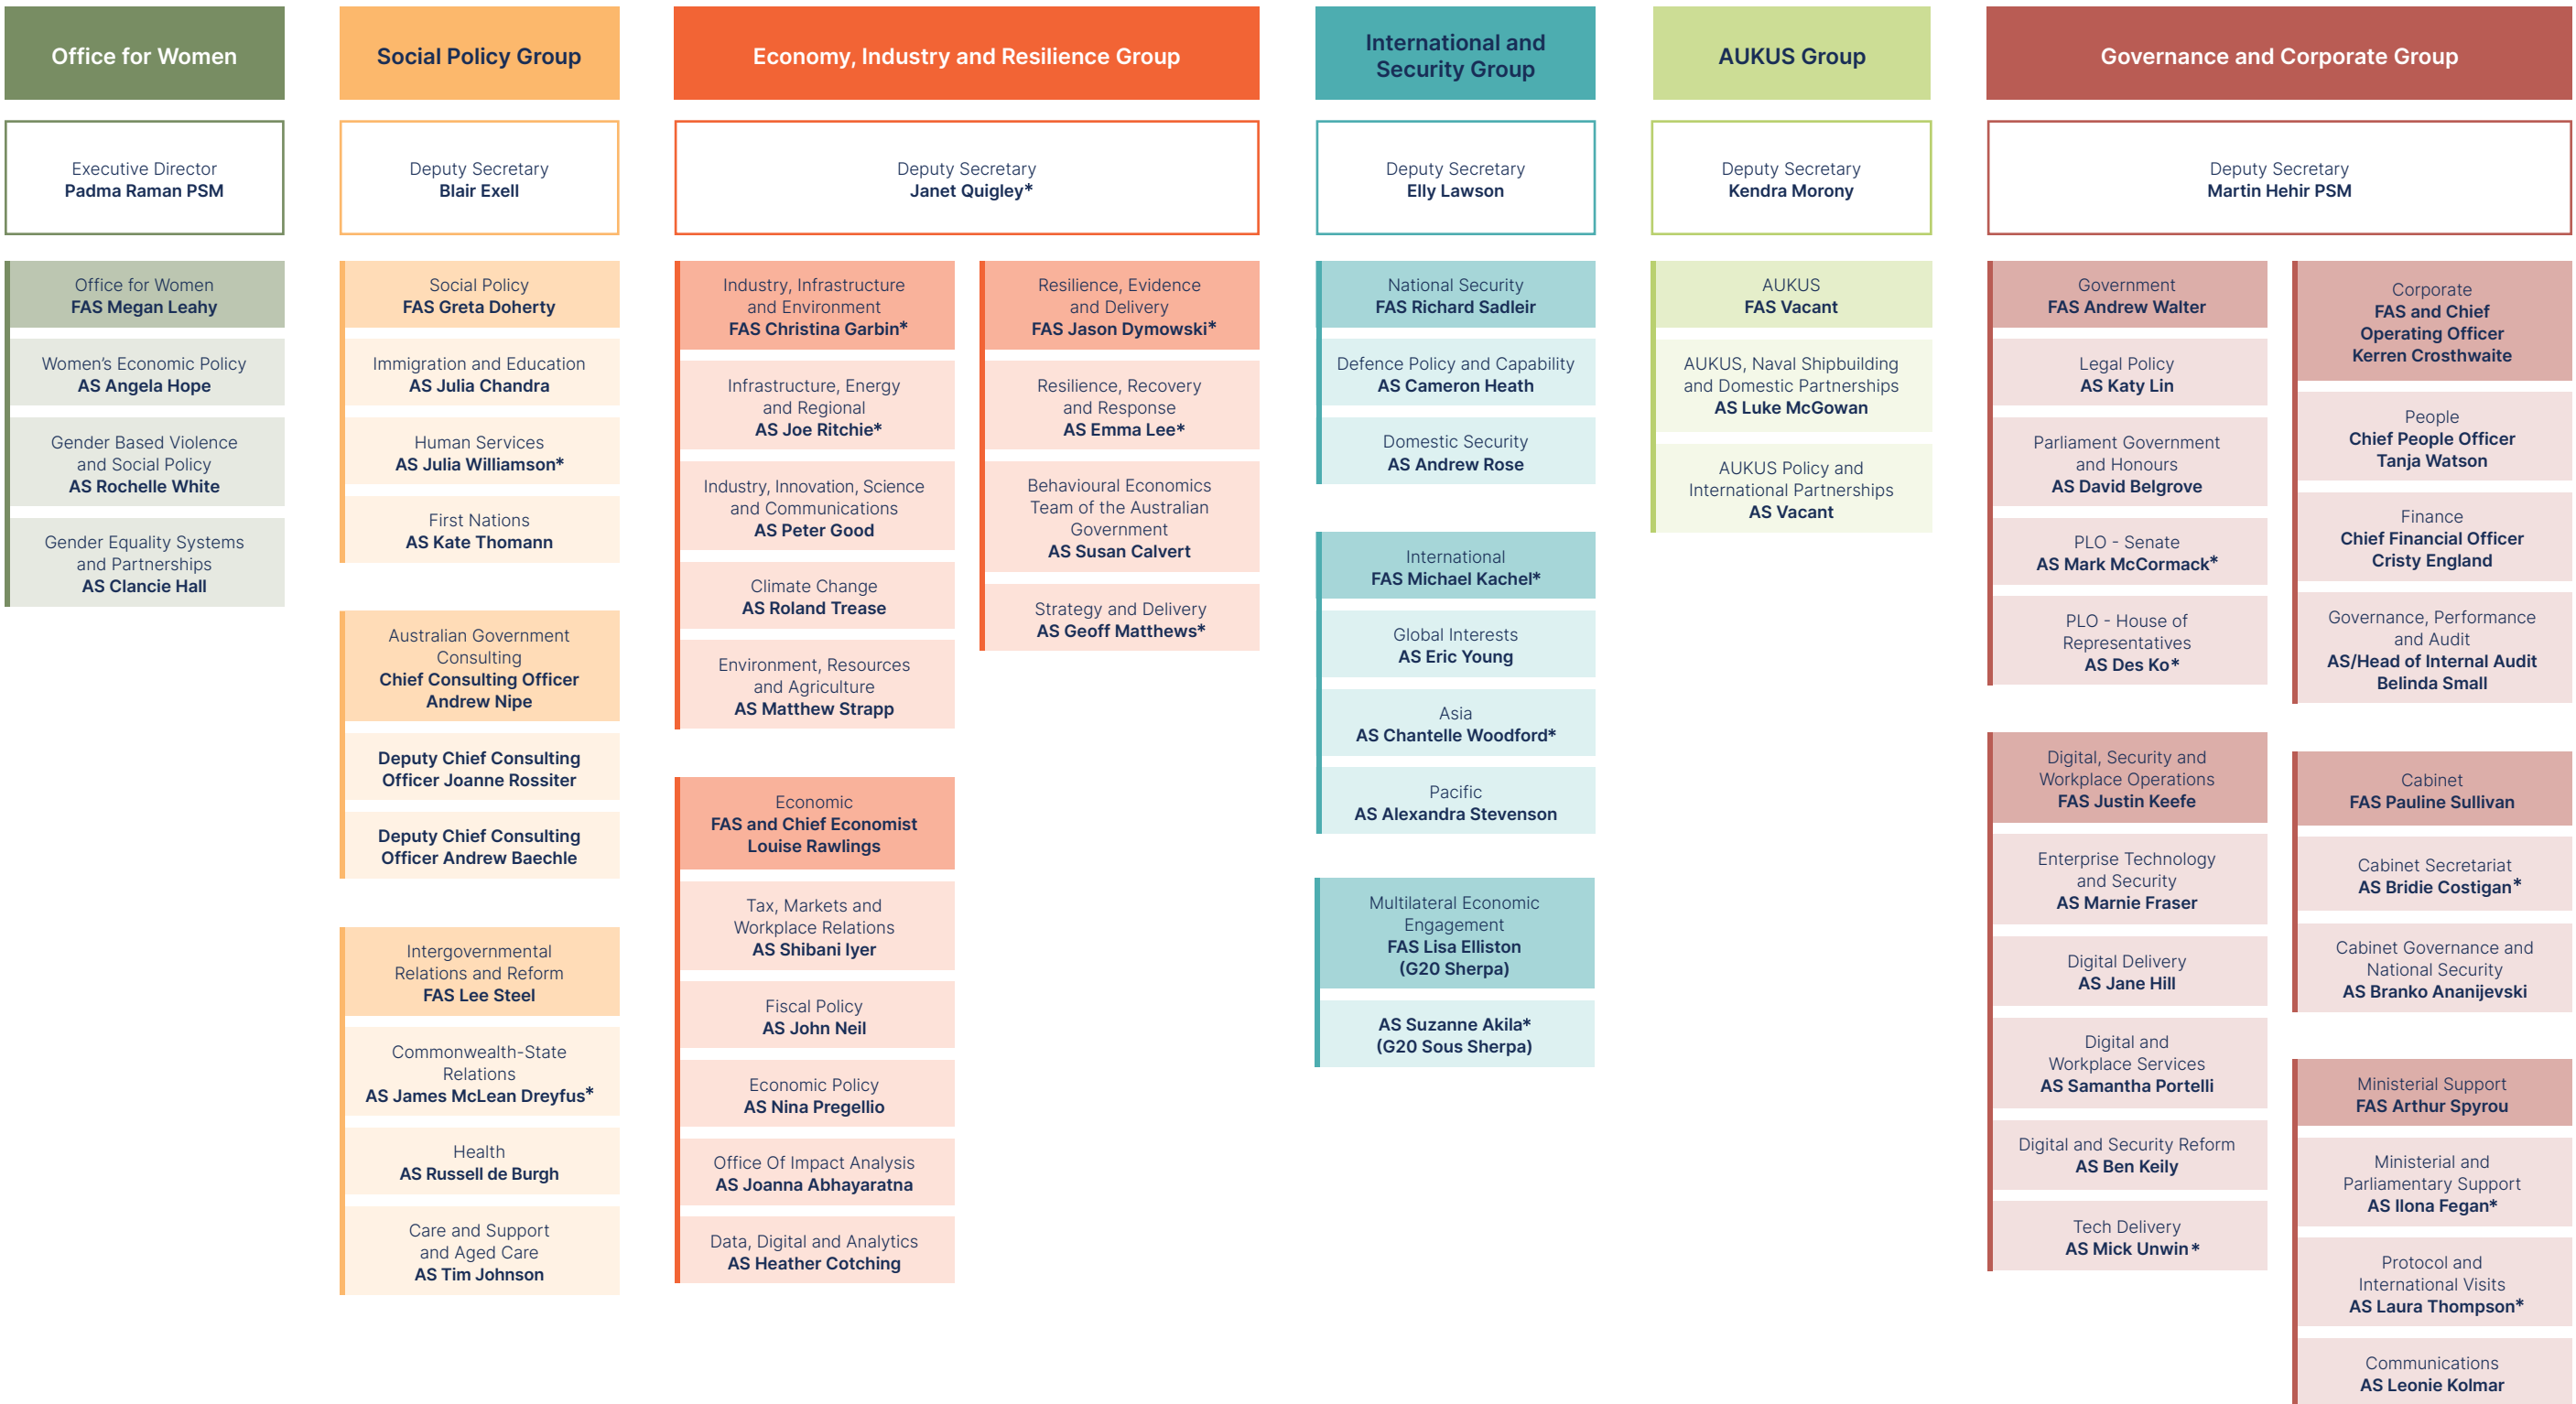 Office for Women
Executive Director
Padma Raman PSM
Office for Women
FAS Megan Leahy
Women's Economic Policy
AS Angela Hope
Gender Based Violence
and Social Policy
AS Rochelle White
Gender Equality Systems
and Partnerships
AS Clancie Hall
Social Policy Group
Deputy Secretary
Blair Exell
Social Policy
FAS Greta Doherty
Immigration and Education
AS Julia Chandra
Human Services
AS Julia Williamson*
First Nations
AS Kate Thomann
Australian Government
Consulting
Chief Consulting Officer
Andrew Nipe
Deputy Chief Consulting
Officer Joanne Rossiter
Deputy Chief Consulting
Officer Andrew Baechle
Intergovernmental
Relations and Reform
FAS Lee Steel
Commonwealth-State
Relations
AS James McLean Dreyfus*
Health
AS Russell de Burgh
Care and Support
and Aged Care
AS Tim Johnson
Economy, Industry and Resilience Group
Deputy Secretary
Janet Quigley*
Industry, Infrastructure
and Environment
FAS Christina Garbin*
Infrastructure, Energy
and Regional
AS Joe Ritchie*
Industry, Innovation, Science
and Communications
AS Peter Good
Climate Change
AS Roland Trease
Environment, Resources
and Agriculture
AS Matthew Strapp
Economic
FAS and Chief Economist
Louise Rawlings
Tax, Markets and
Workplace Relations
AS Shibani Iyer
Fiscal Policy
AS John Neil
Economic Policy
AS Nina Pregellio
Office Of Impact Analysis
AS Joanna Abhayaratna
Data, Digital and Analytics
AS Heather Cotching
Resilience, Evidence
and Delivery
FAS Jason Dymowski*
Resilience, Recovery
and Response
AS Emma Lee*
Behavioural Economics
Team of the Australian
Government
AS Susan Calvert
Strategy and Delivery
AS Geoff Matthews*
International and
Security Group
Deputy Secretary
Elly Lawson
National Security
FAS Richard Sadleir
Defence Policy and Capability
AS Cameron Heath
Domestic Security
AS Andrew Rose
International
FAS Michael Kachel*
Global Interests
AS Eric Young
Asia
AS Chantelle Woodford*
Pacific
AS Alexandra Stevenson
Multilateral Economic
Engagement
FAS Lisa Elliston
(G20 Sherpa)
AS Suzanne Akila*
(G20 Sous Sherpa)
AUKUS Group
Deputy Secretary
Kendra Morony
AUKUS
FAS Vacant
AUKUS, Naval Shipbuilding
and Domestic Partnerships
AS Luke McGowan
AUKUS Policy and
International Partnerships
AS Vacant
Governance and Corporate Group
Deputy Secretary
Martin Hehir PSM
Government
FAS Andrew Walter
Legal Policy
AS Katy Lin
Parliament Government
and Honours
AS David Belgrove
PLO - Senate
AS Mark McCormack*
PLO - House of
Representatives
AS Des Ko*
Digital, Security and
Workplace Operations
FAS Justin Keefe
Enterprise Technology
and Security
AS Marnie Fraser
Digital Delivery
AS Jane Hill
Digital and
Workplace Services
AS Samantha Portelli
Digital and Security Reform
AS Ben Keily
Tech Delivery
AS Mick Unwin*
Corporate
FAS and Chief
Operating Officer
Kerren Crosthwaite
People
Chief People Officer
Tanja Watson
Finance
Chief Financial Officer
Cristy England
Governance, Performance
and Audit
AS/Head of Internal Audit
Belinda Small
Cabinet
FAS Pauline Sullivan
Cabinet Secretariat
AS Bridie Costigan*
Cabinet Governance and
National Security
AS Branko Ananijevski
Ministerial Support
FAS Arthur Spyrou
Ministerial and
Parliamentary Support
AS Ilona Fegan*
Protocol and
International Visits
AS Laura Thompson*
Communications
AS Leonie Kolmar